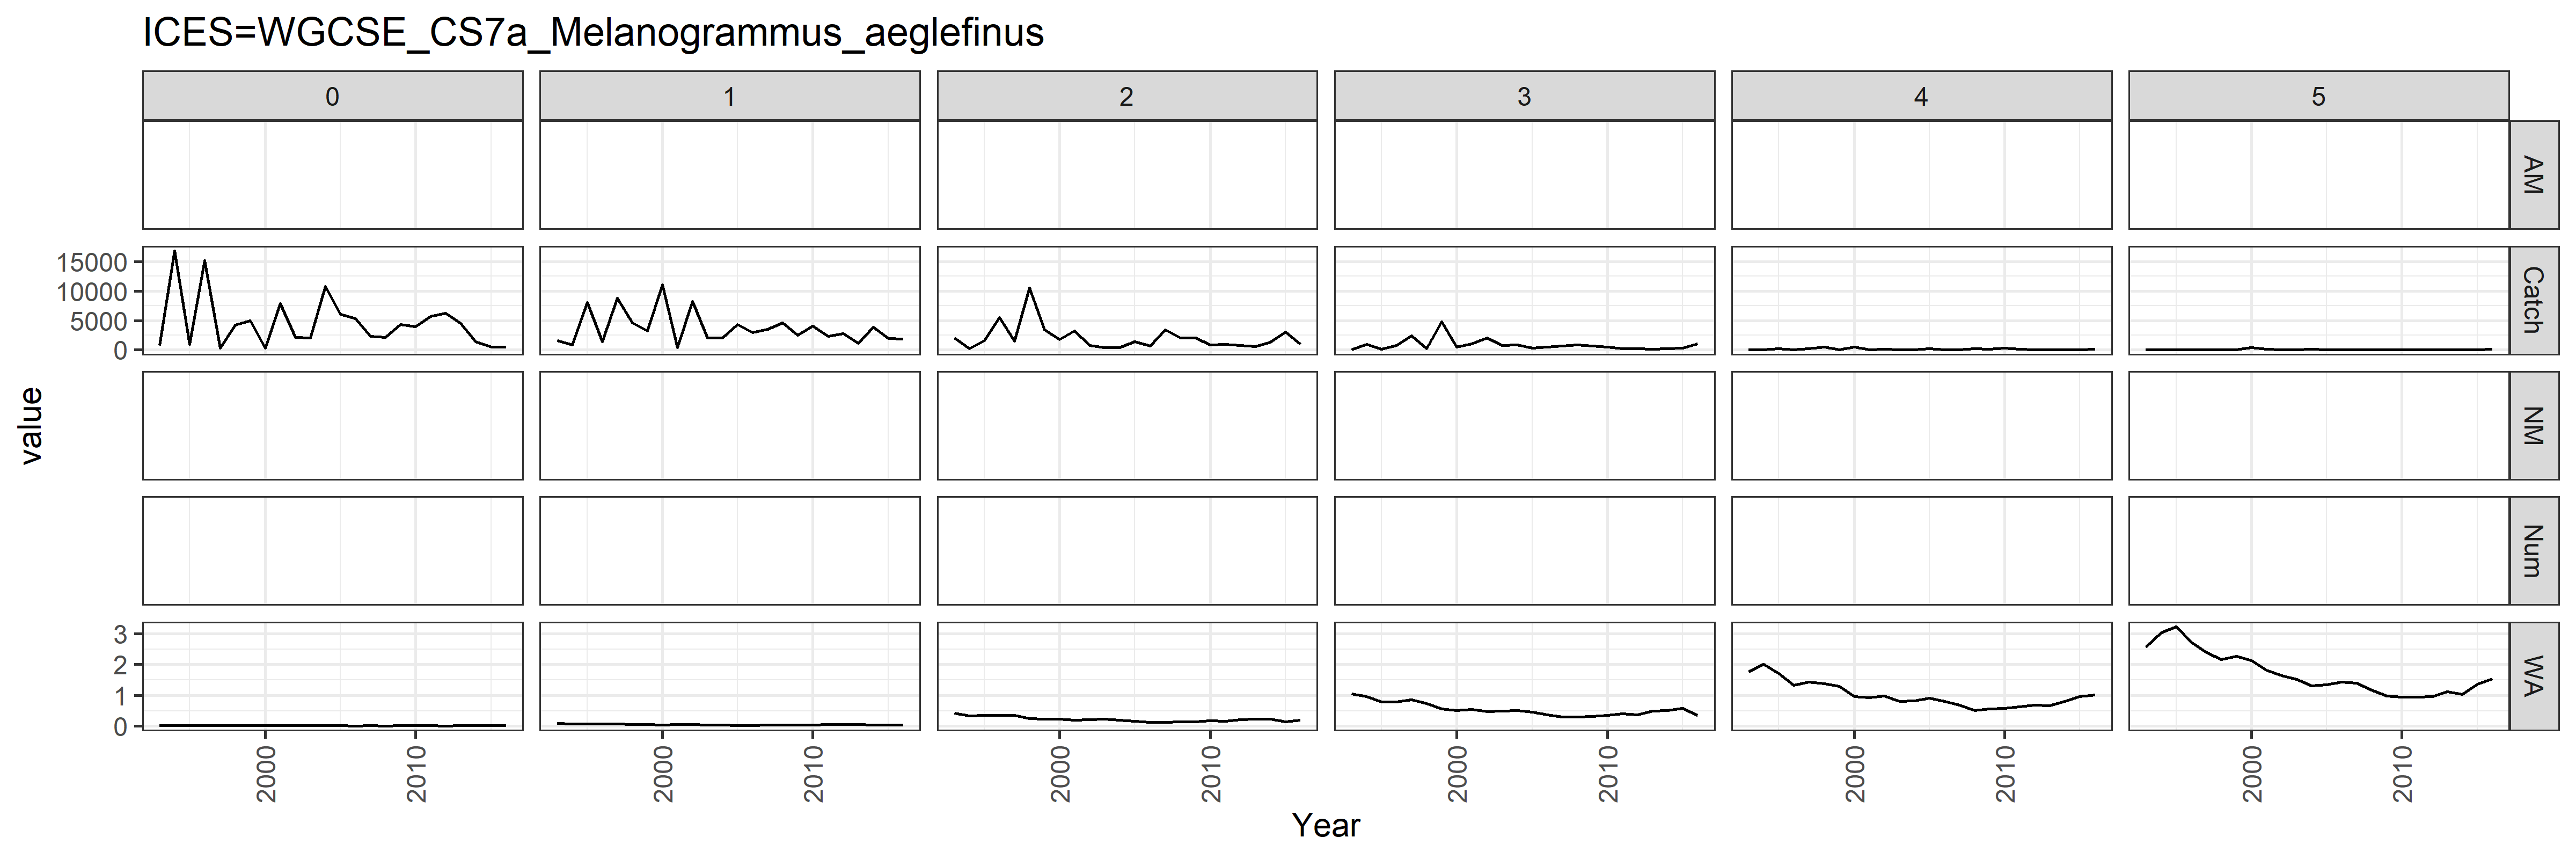 ICES=WGCSE_CS7a_Melanogrammus_aeglefinus
0 1 2 3 4 5
AM
15000
10000
5000
0
Catch
value
NM
Num
3
2
1
0
WA
2000 2010 2000 2010 2000 2010 2000 2010 2000 2010 2000 2010
Year